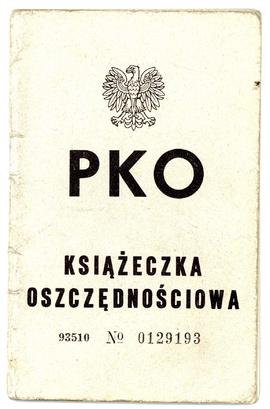 PKO
KSIĄŻECZKA
OSZCZĘDNOŚCIOWA
93510 № 0129193